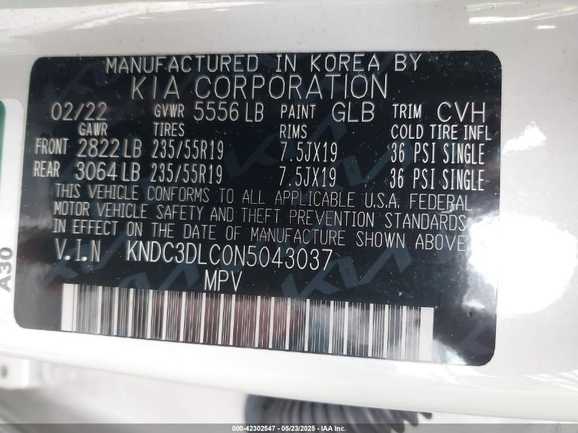 MANUFACTURED IN KOREA BY
KIA CORPORATION
02/22 GVWR 5556 LB PAINT GLB TRIM CVH
GAWR TIRES RIMS COLD TIRE INFL
FRONT 2822 LB 235/55R19 7.5JX19 36 PSI SINGLE
REAR 3064 LB 235/55R19 7.5JX19 36 PSI SINGLE
THIS VEHICLE CONFORMS TO ALL APPLICABLE U.S.A. FEDERAL
MOTOR VEHICLE SAFETY AND THEFT PREVENTION STANDARDS
IN EFFECT ON THE DATE OF MANUFACTURE SHOWN ABOVE.
V.I.N KNDC3DLC0N5043037
MPV
A30
000-42302547 - 05/23/2025 - IAA Inc.